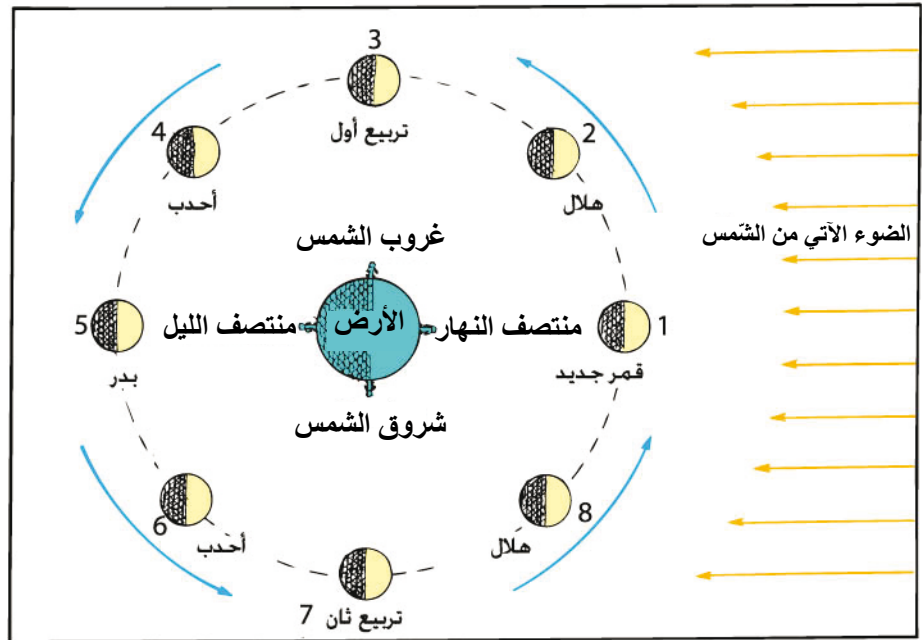 3
تربيع أول
4
أحدب
2
هلال
الضوء الآتي من الشّمس
غروب الشمس
5
بدر
منتصف الليل
الأرض
منتصف النهار
1
قمر جديد
شروق الشمس
6
أحدب
8
هلال
7
تربيع ثان